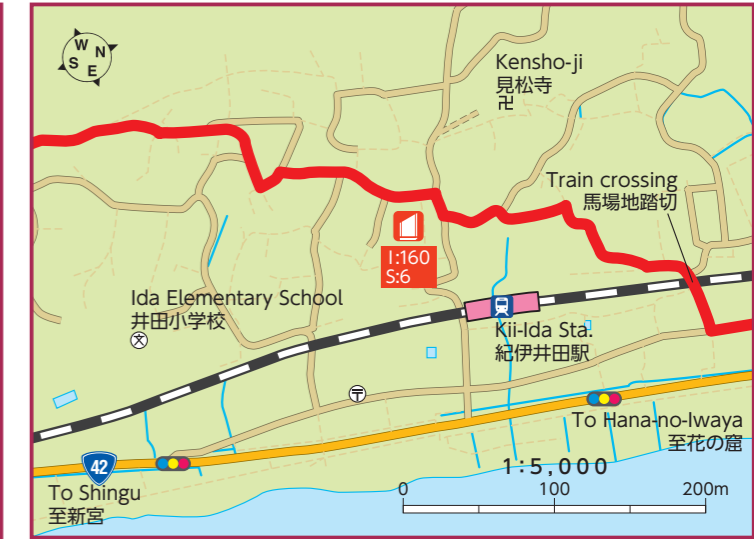 W
N
S
E
Kensho-ji
見松寺
卍
Train crossing
馬場地踏切
I:160
S:6
Ida Elementary School
井田小学校
文
Kii-Ida Sta.
紀伊井田駅
〒
To Hana-no-Iwaya
至花の窟
42
To Shingu
至新宮
1:5,000
0 100 200m